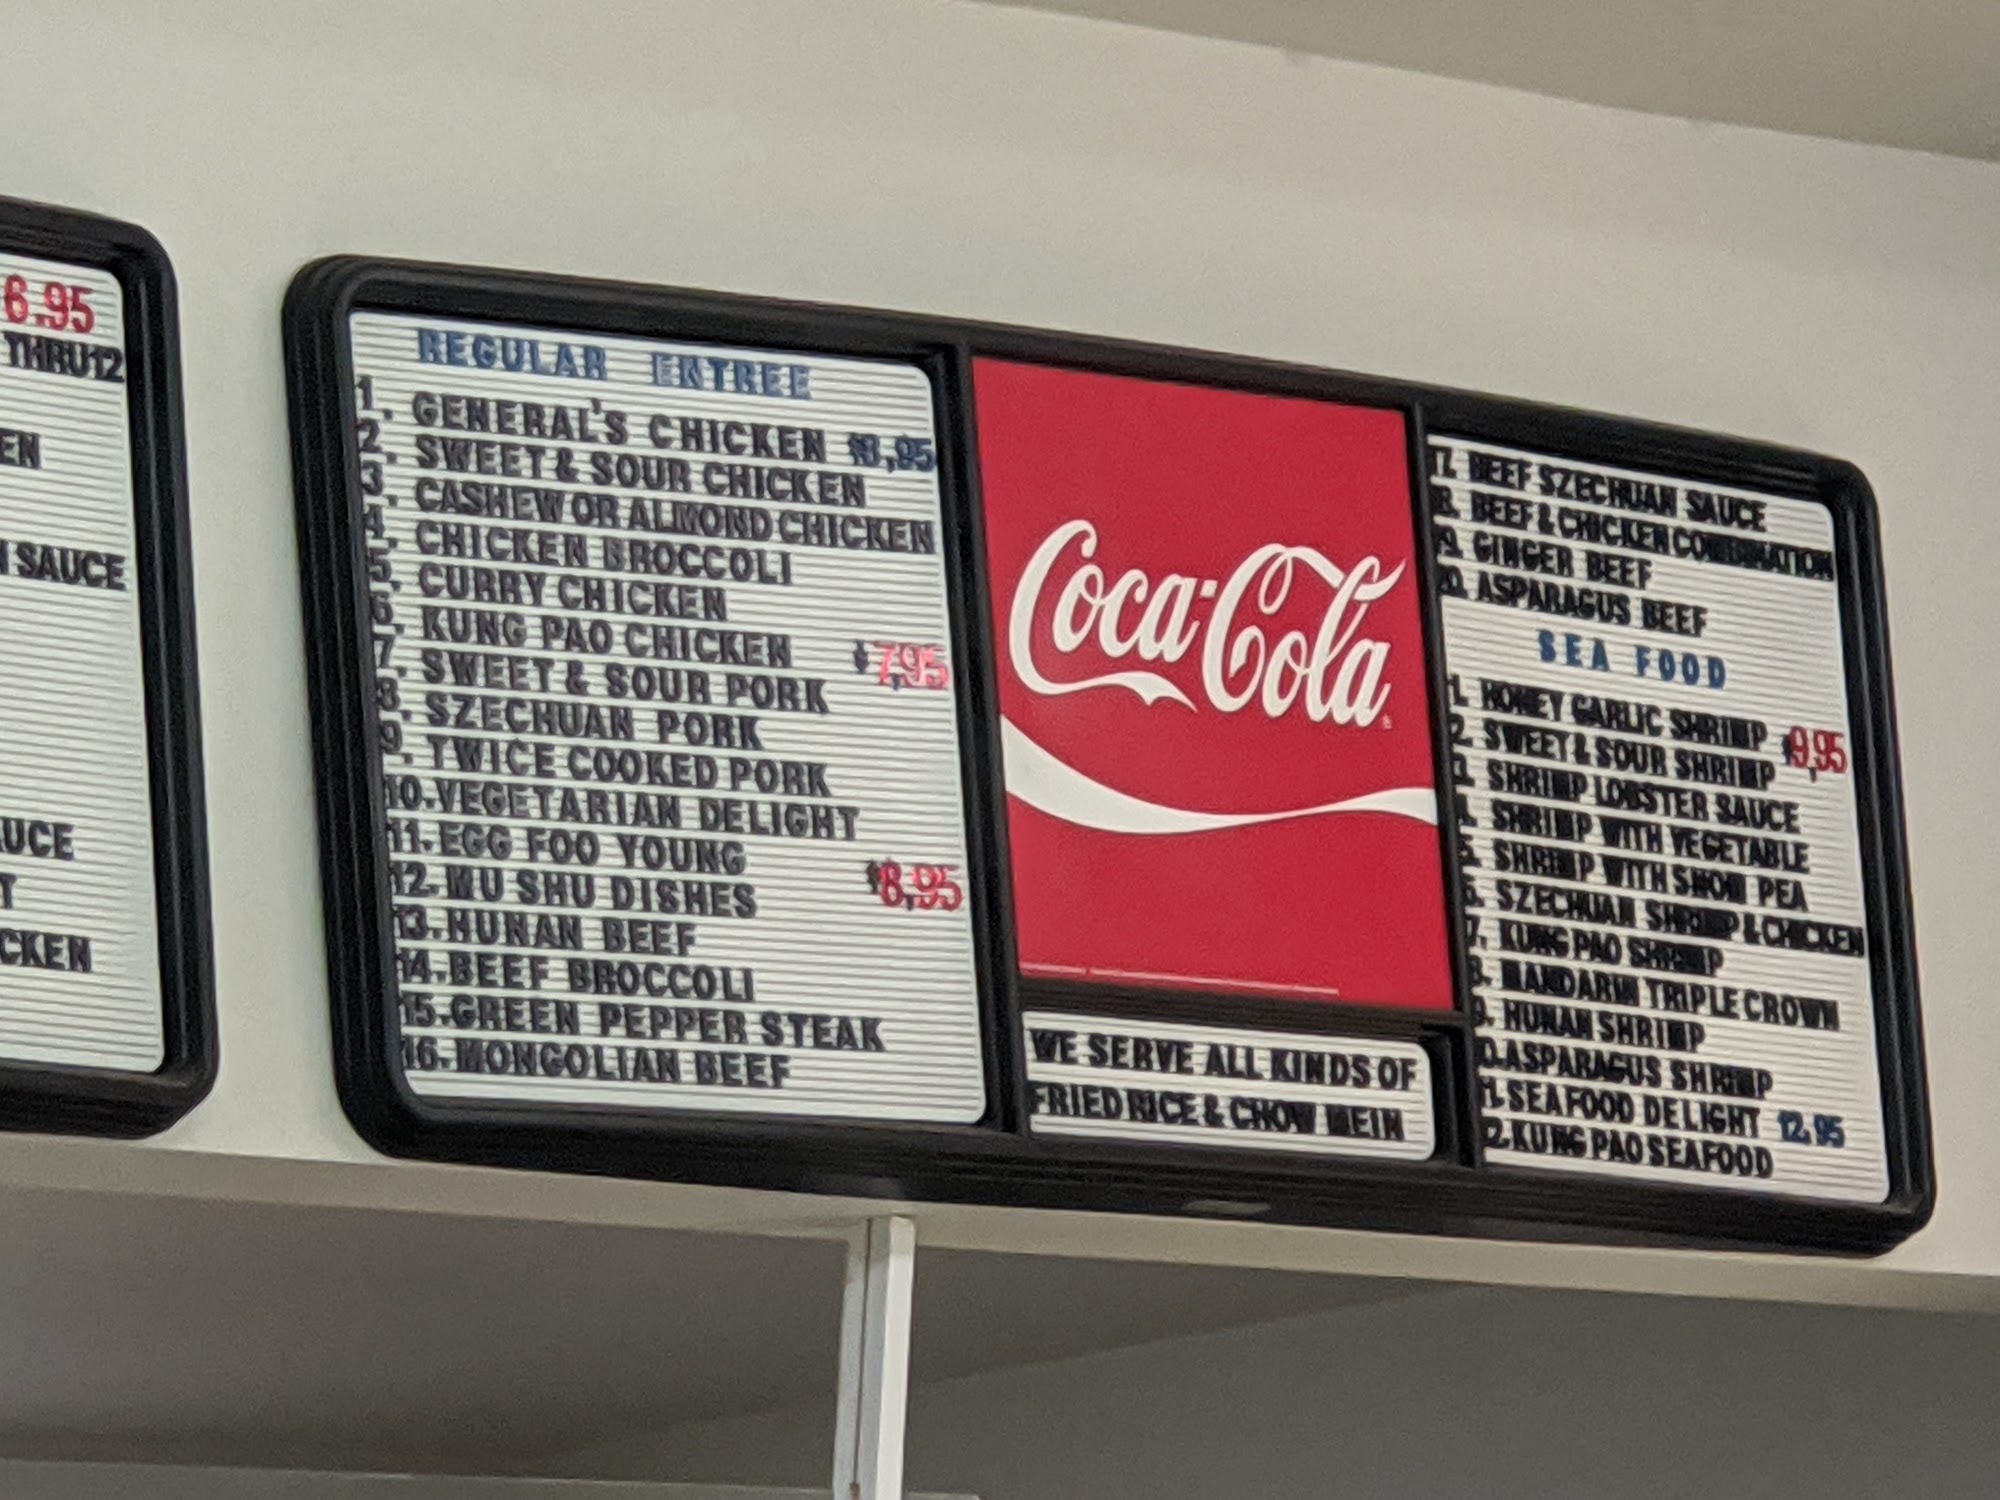 6.95
THRU12
EN
SAUCE
UCE
T
CKEN
REGULAR ENTREE
1. GENERAL'S CHICKEN
2. SWEET & SOUR CHICKEN
3. CASHEW OR ALMOND CHICKEN
4. CHICKEN BROCCOLI
5. CURRY CHICKEN
6. KUNG PAO CHICKEN $7,95
7. SWEET & SOUR PORK
8. SZECHUAN PORK
9. TWICE COOKED PORK
10. VEGETARIAN DELIGHT
11. EGG FOO YOUNG
12. MU SHU DISHES $8,95
13. HUNAN BEEF
14. BEEF BROCCOLI
15. GREEN PEPPER STEAK
16. MONGOLIAN BEEF
Coca-Cola
WE SERVE ALL KINDS OF
FRIED RICE & CHOW MEIN
17. BEEF SZECHUAN SAUCE
18. BEEF & CHICKEN COMBINATION
19. GINGER BEEF
20. ASPARAGUS BEEF
SEA FOOD
1. HONEY GARLIC SHRIMP $9,95
2. SWEET & SOUR SHRIMP
3. SHRIMP LOBSTER SAUCE
4. SHRIMP WITH VEGETABLE
5. SHRIMP WITH SNOW PEA
6. SZECHUAN SHRIMP & CHICKEN
7. KUNG PAO SHRIMP
8. MANDARIN TRIPLE CROWN
9. HUNAN SHRIMP
0. ASPARAGUS SHRIMP
11. SEAFOOD DELIGHT 12.95
2. KUNG PAO SEAFOOD